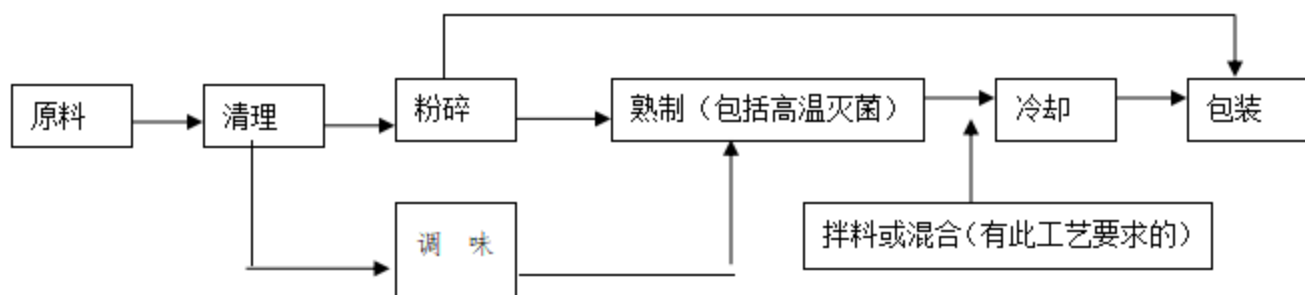 原料
清理
粉碎
熟制（包括高温灭菌）
冷却
包装
调 味
拌料或混合（有此工艺要求的）